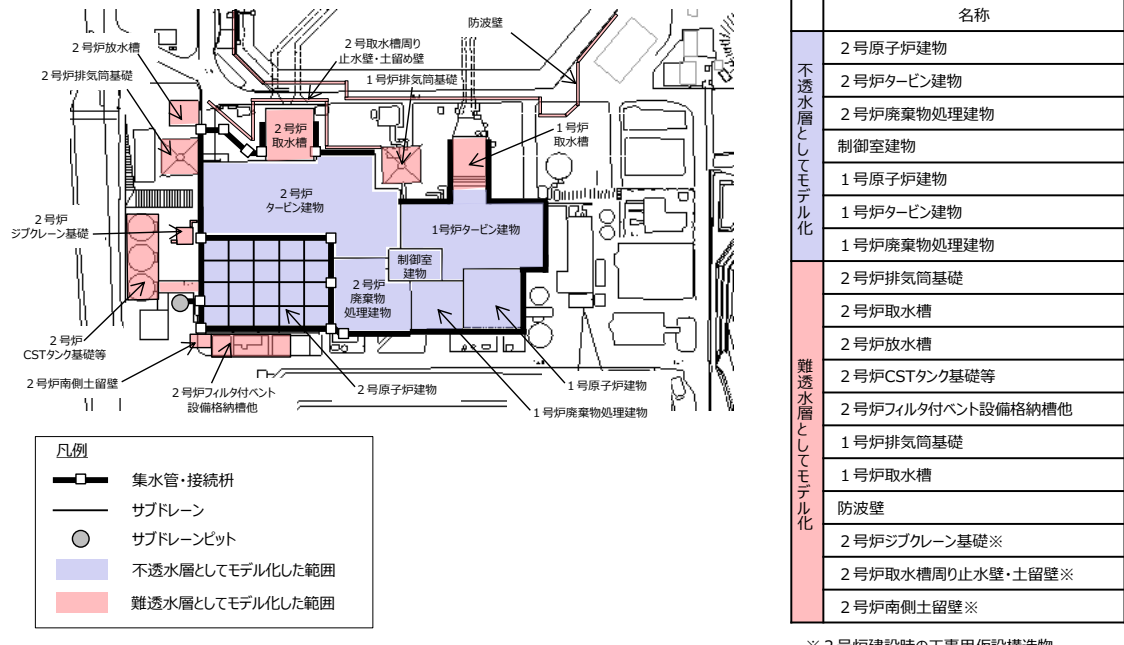 防波壁
2号取水槽周り
止水壁・土留め壁
2号炉放水槽
2号炉排気筒基礎
1号炉排気筒基礎
2号炉
取水槽
1号炉
取水槽
2号炉
タービン建物
2号炉
ジブクレーン基礎
1号炉タービン建物
制御室
建物
2号炉
廃棄物
処理建物
2号炉
CSTタンク基礎等
2号炉南側土留壁
2号炉フィルタ付ベント
設備格納槽他
2号原子炉建物
1号原子炉建物
1号炉廃棄物処理建物
凡例
集水管・接続枡
サブドレーン
サブドレーンピット
不透水層としてモデル化した範囲
難透水層としてモデル化した範囲
名称
不透水層としてモデル化
2号原子炉建物
2号炉タービン建物
2号炉廃棄物処理建物
制御室建物
1号原子炉建物
1号炉タービン建物
1号炉廃棄物処理建物
難透水層としてモデル化
2号炉排気筒基礎
2号炉取水槽
2号炉放水槽
2号炉CSTタンク基礎等
2号炉フィルタ付ベント設備格納槽他
1号炉排気筒基礎
1号炉取水槽
防波壁
2号炉ジブクレーン基礎※
2号炉取水槽周り止水壁・土留壁※
2号炉南側土留壁※
※2号炉建設時の工事用仮設構造物